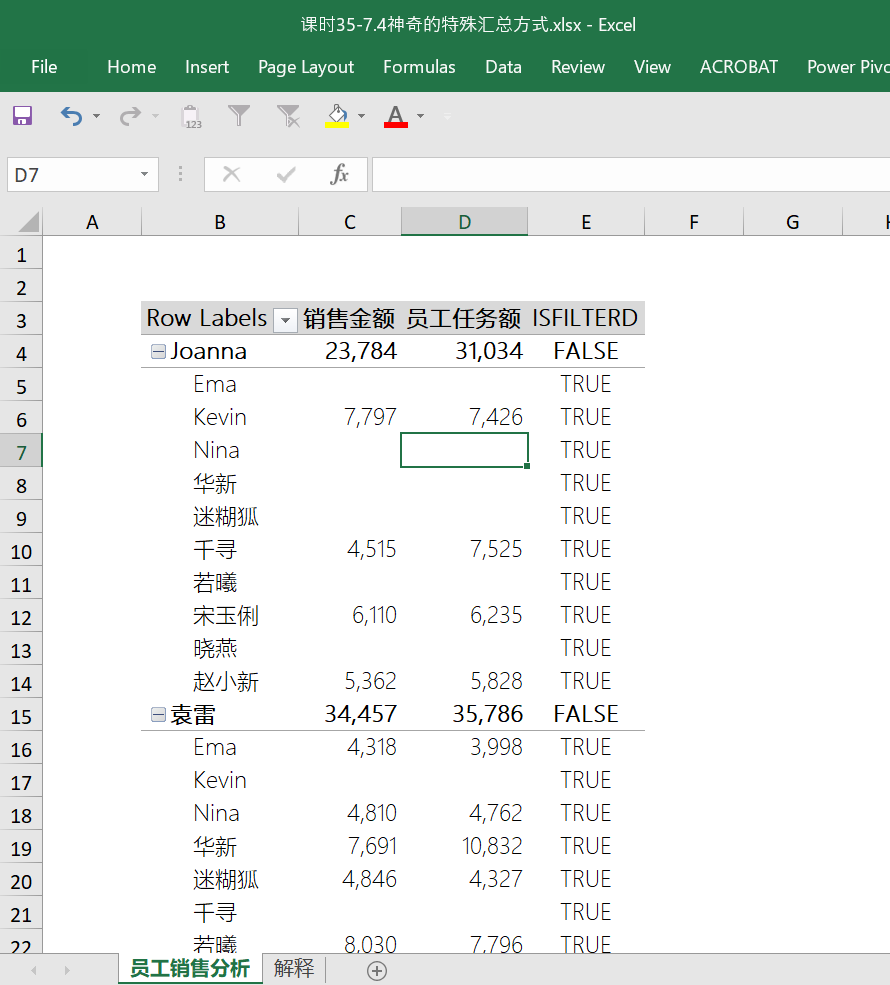 课时35-7.4神奇的特殊汇总方式.xlsx - Excel
File Home Insert Page Layout Formulas Data Review View ACROBAT Power Pivo
123
D7 fx
A B C D E F G H
1
2
3 Row Labels 销售金额 员工任务额 ISFILTERD
4 Joanna 23,784 31,034 FALSE
5 Ema TRUE
6 Kevin 7,797 7,426 TRUE
7 Nina TRUE
8 华新 TRUE
9 迷糊狐 TRUE
10 千寻 4,515 7,525 TRUE
11 若曦 TRUE
12 宋玉俐 6,110 6,235 TRUE
13 晓燕 TRUE
14 赵小新 5,362 5,828 TRUE
15 袁雷 34,457 35,786 FALSE
16 Ema 4,318 3,998 TRUE
17 Kevin TRUE
18 Nina 4,810 4,762 TRUE
19 华新 7,691 10,832 TRUE
20 迷糊狐 4,846 4,327 TRUE
21 千寻 TRUE
22 若曦 8,030 7,796 TRUE
员工销售分析 解释